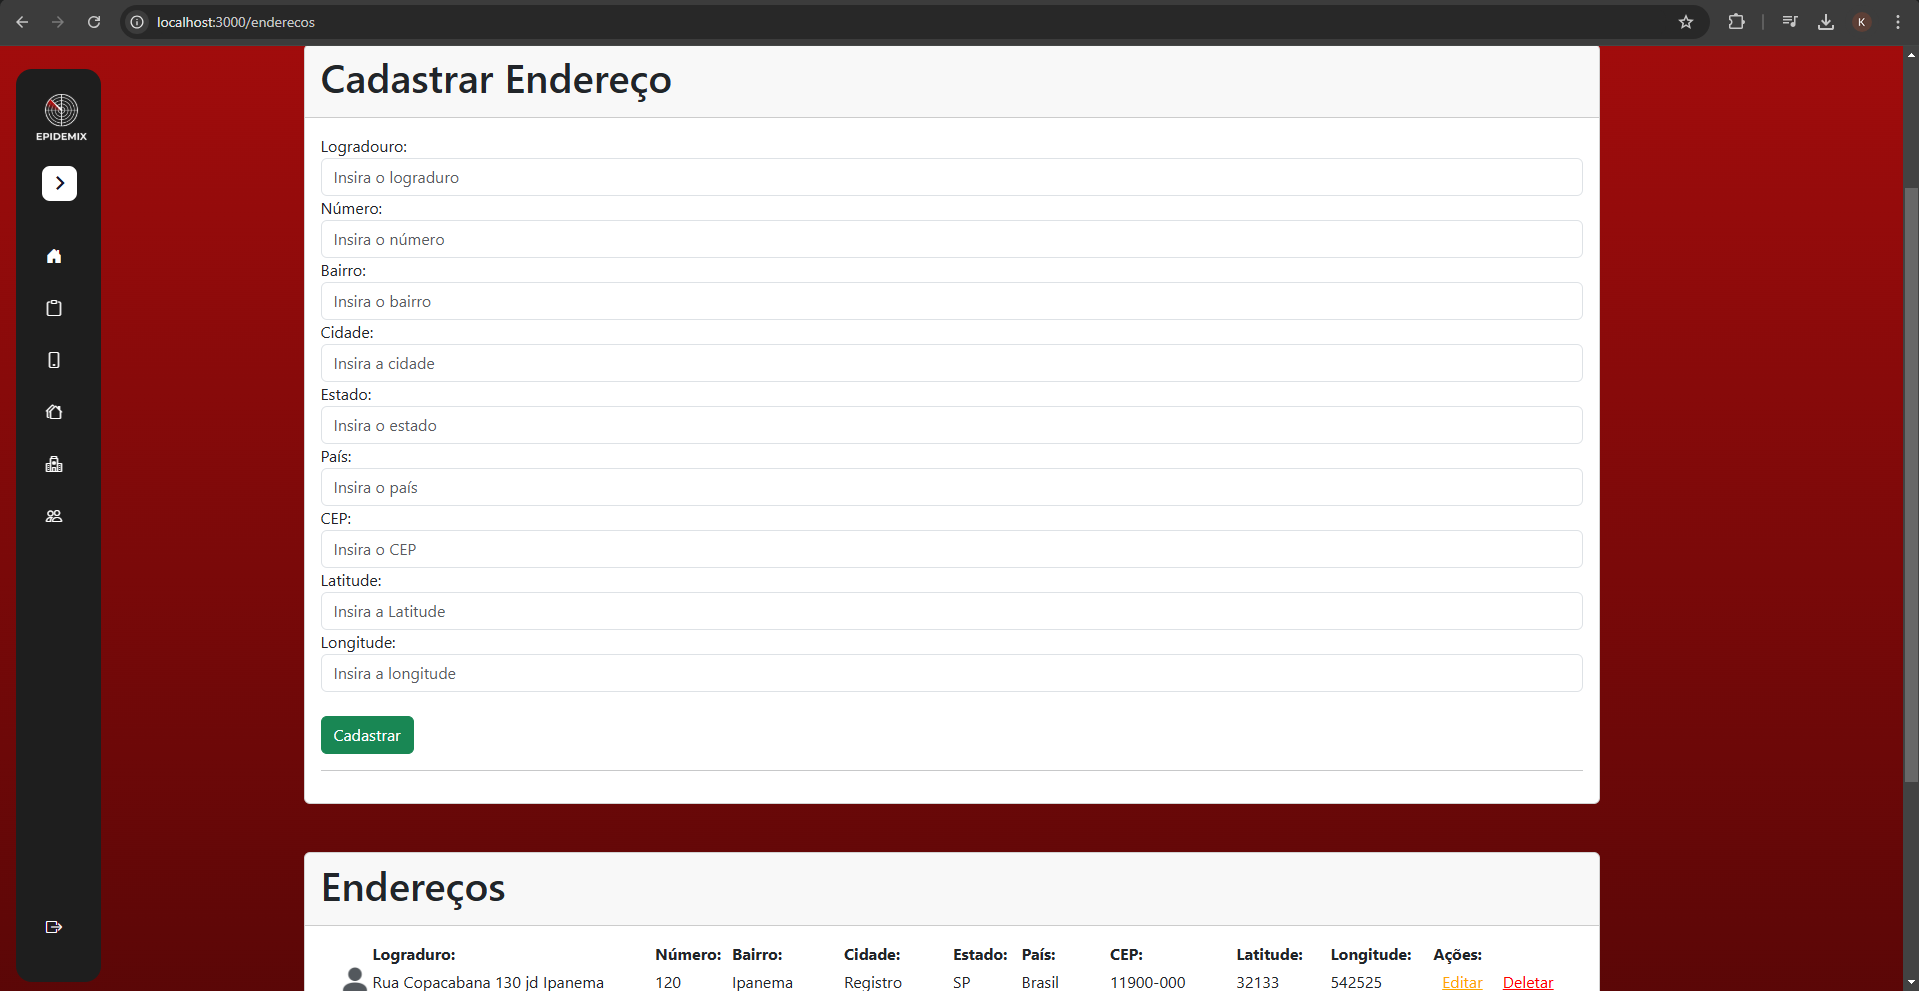 localhost:3000/enderecos
K
EPIDEMIX
Cadastrar Endereço
Logradouro:
Insira o lograduro
Número:
Insira o número
Bairro:
Insira o bairro
Cidade:
Insira a cidade
Estado:
Insira o estado
País:
Insira o país
CEP:
Insira o CEP
Latitude:
Insira a Latitude
Longitude:
Insira a longitude
Cadastrar
Endereços
Lograduro: Número: Bairro: Cidade: Estado: País: CEP: Latitude: Longitude: Ações:
Rua Copacabana 130 jd Ipanema 120 Ipanema Registro SP Brasil 11900-000 32133 542525 Editar Deletar